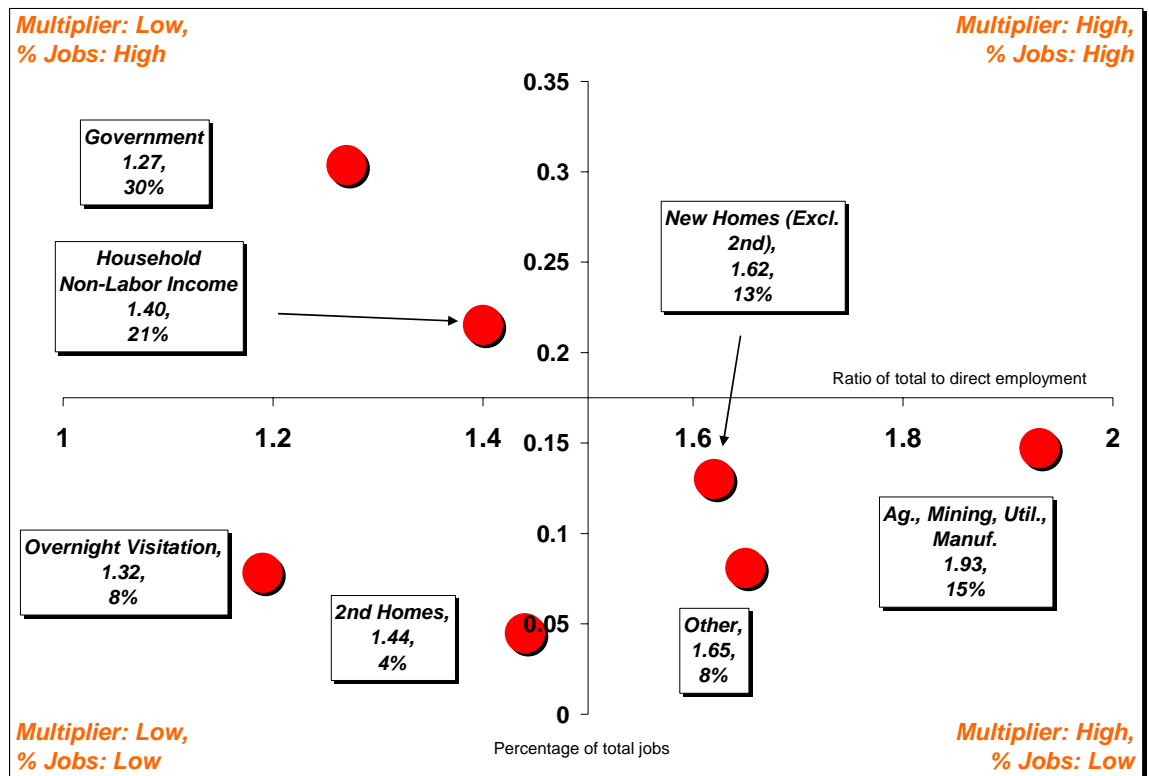 Multiplier: Low,
% Jobs: High
Multiplier: High,
% Jobs: High
0.35
Government
1.27,
30%
0.3
New Homes (Excl.
2nd),
1.62,
13%
Household
Non-Labor Income
1.40,
21%
0.25
0.2
Ratio of total to direct employment
1
1.2
1.4
1.6
1.8
2
0.15
0.1
Ag., Mining, Util.,
Manuf.
1.93,
15%
Overnight Visitation,
1.32,
8%
2nd Homes,
1.44,
4%
0.05
Other,
1.65,
8%
0
Multiplier: Low,
% Jobs: Low
Percentage of total jobs
Multiplier: High,
% Jobs: Low